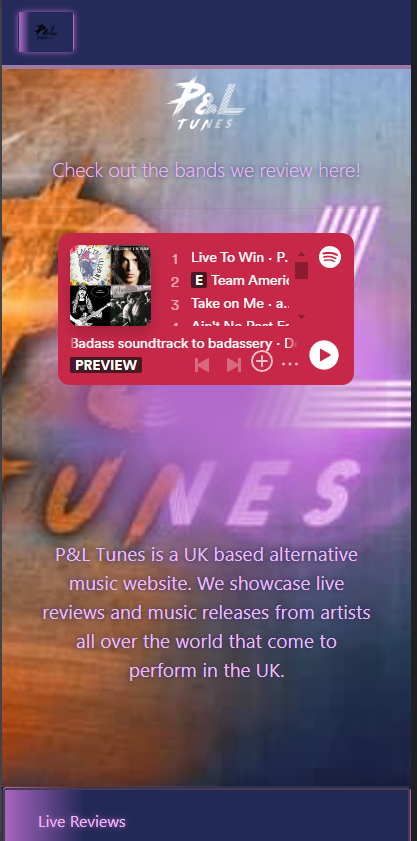 P&L
TUNES
P&L
TUNES
Check out the bands we review here!
1 Live To Win · P..
2 E Team Americ
3 Take on Me · a..
4 Ain't No Rest Fo
Badass soundtrack to badassery · De
PREVIEW
TUNES
P&L Tunes is a UK based alternative
music website. We showcase live
reviews and music releases from artists
all over the world that come to
perform in the UK.
Live Reviews